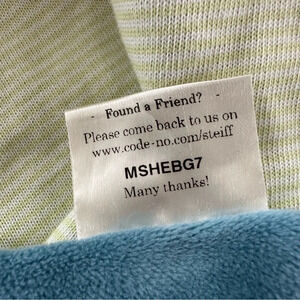 - Found a Friend? -
Please come back to us on
www.code-no.com/steiff
MSHEBG7
Many thanks!